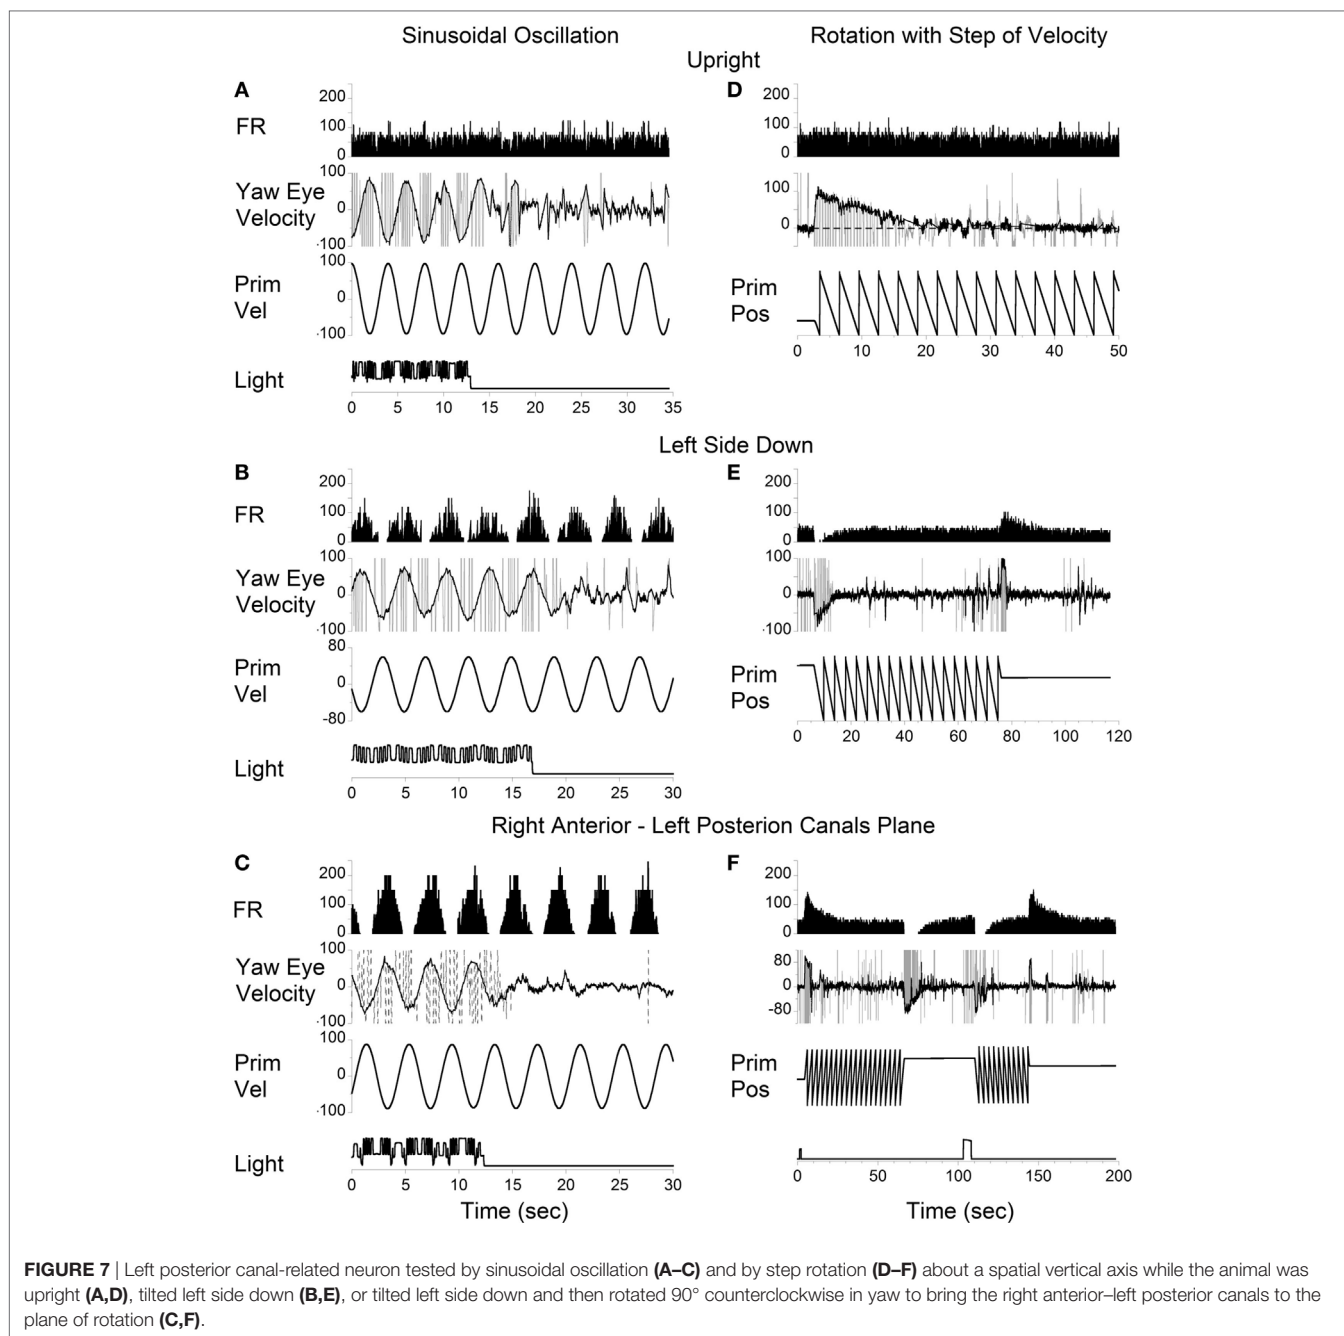 Sinusoidal Oscillation
Rotation with Step of Velocity
Upright
A
200
FR
100
0
100
Yaw Eye
Velocity
0
-100
100
Prim
Vel
0
-100
Light
0 5 10 15 20 25 30 35
D
200
100
0
100
0
Prim
Pos
0 10 20 30 40 50
Left Side Down
B
200
FR
100
0
100
Yaw Eye
Velocity
0
-100
80
Prim
Vel
0
-80
Light
0 5 10 15 20 25 30
E
200
100
0
100
0
-100
Prim
Pos
0 20 40 60 80 100 120
Right Anterior - Left Posterion Canals Plane
C
200
FR
100
0
100
Yaw Eye
Velocity
0
-100
100
Prim
Vel
0
-100
Light
0 5 10 15 20 25 30
Time (sec)
F
200
100
0
80
0
-80
Prim
Pos
0 50 100 150 200
Time (sec)
FIGURE 7 | Left posterior canal-related neuron tested by sinusoidal oscillation (A–C) and by step rotation (D–F) about a spatial vertical axis while the animal was
upright (A,D), tilted left side down (B,E), or tilted left side down and then rotated 90° counterclockwise in yaw to bring the right anterior–left posterior canals to the
plane of rotation (C,F).